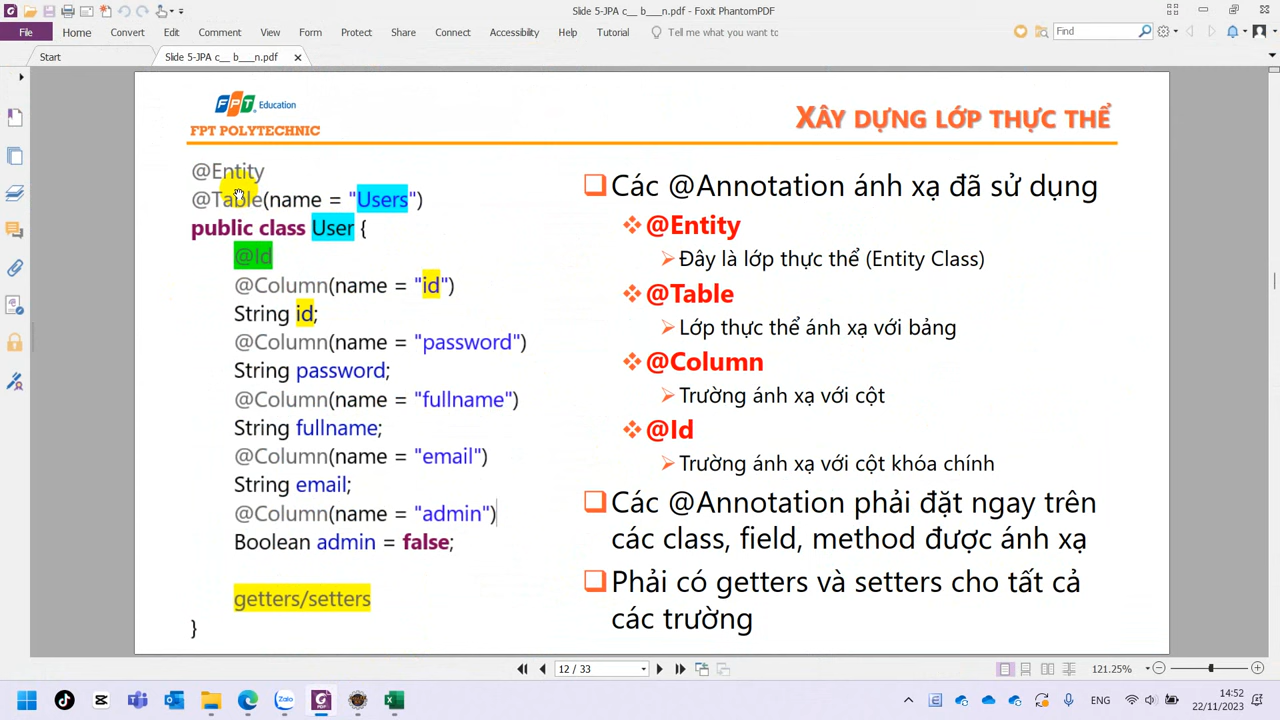 Slide 5-JPA c__ b___n.pdf - Foxit PhantomPDF
File Home Convert Edit Comment View Form Protect Share Connect Accessibility Help Tutorial Tell me what you want to Find
Start Slide 5-JPA c__ b___n.pdf
FPT Education
FPT POLYTECHNIC
XÂY DỰNG LỚP THỰC THỂ
@Entity
@Table(name = "Users")
public class User {
@Id
@Column(name = "id")
String id;
@Column(name = "password")
String password;
@Column(name = "fullname")
String fullname;
@Column(name = "email")
String email;
@Column(name = "admin")
Boolean admin = false;
getters/setters
}
Các @Annotation ánh xạ đã sử dụng
@Entity
Đây là lớp thực thể (Entity Class)
@Table
Lớp thực thể ánh xạ với bảng
@Column
Trường ánh xạ với cột
@Id
Trường ánh xạ với cột khóa chính
Các @Annotation phải đặt ngay trên
các class, field, method được ánh xạ
Phải có getters và setters cho tất cả
các trường
12 / 33
121.25%
Zalo
PDF
ENG
14:52
22/11/2023